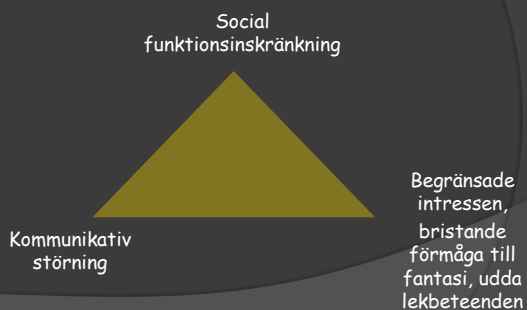 Social
funktionsinskränkning
Kommunikativ
störning
Begränsade
intressen,
bristande
förmåga till
fantasi, udda
lekbeteenden